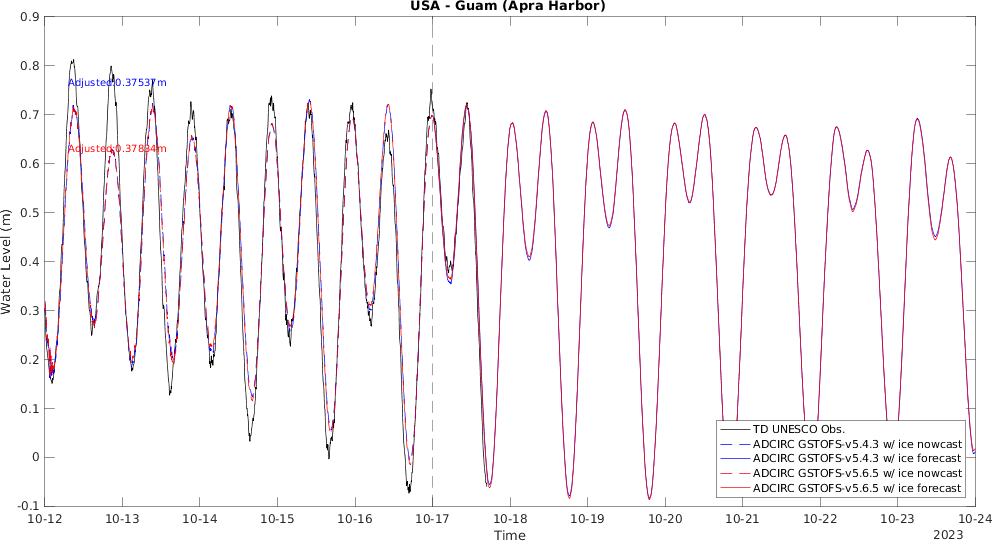 USA - Guam (Apra Harbor)
0.9
0.8
0.7
0.6
0.5
0.4
0.3
0.2
0.1
0
-0.1
Water Level (m)
Adjusted:0.37537m
Adjusted:0.37834m
TD UNESCO Obs.
ADCIRC GSTOFS-v5.4.3 w/ ice nowcast
ADCIRC GSTOFS-v5.4.3 w/ ice forecast
ADCIRC GSTOFS-v5.6.5 w/ ice nowcast
ADCIRC GSTOFS-v5.6.5 w/ ice forecast
10-12 10-13 10-14 10-15 10-16 10-17 10-18 10-19 10-20 10-21 10-22 10-23 10-24
Time
2023